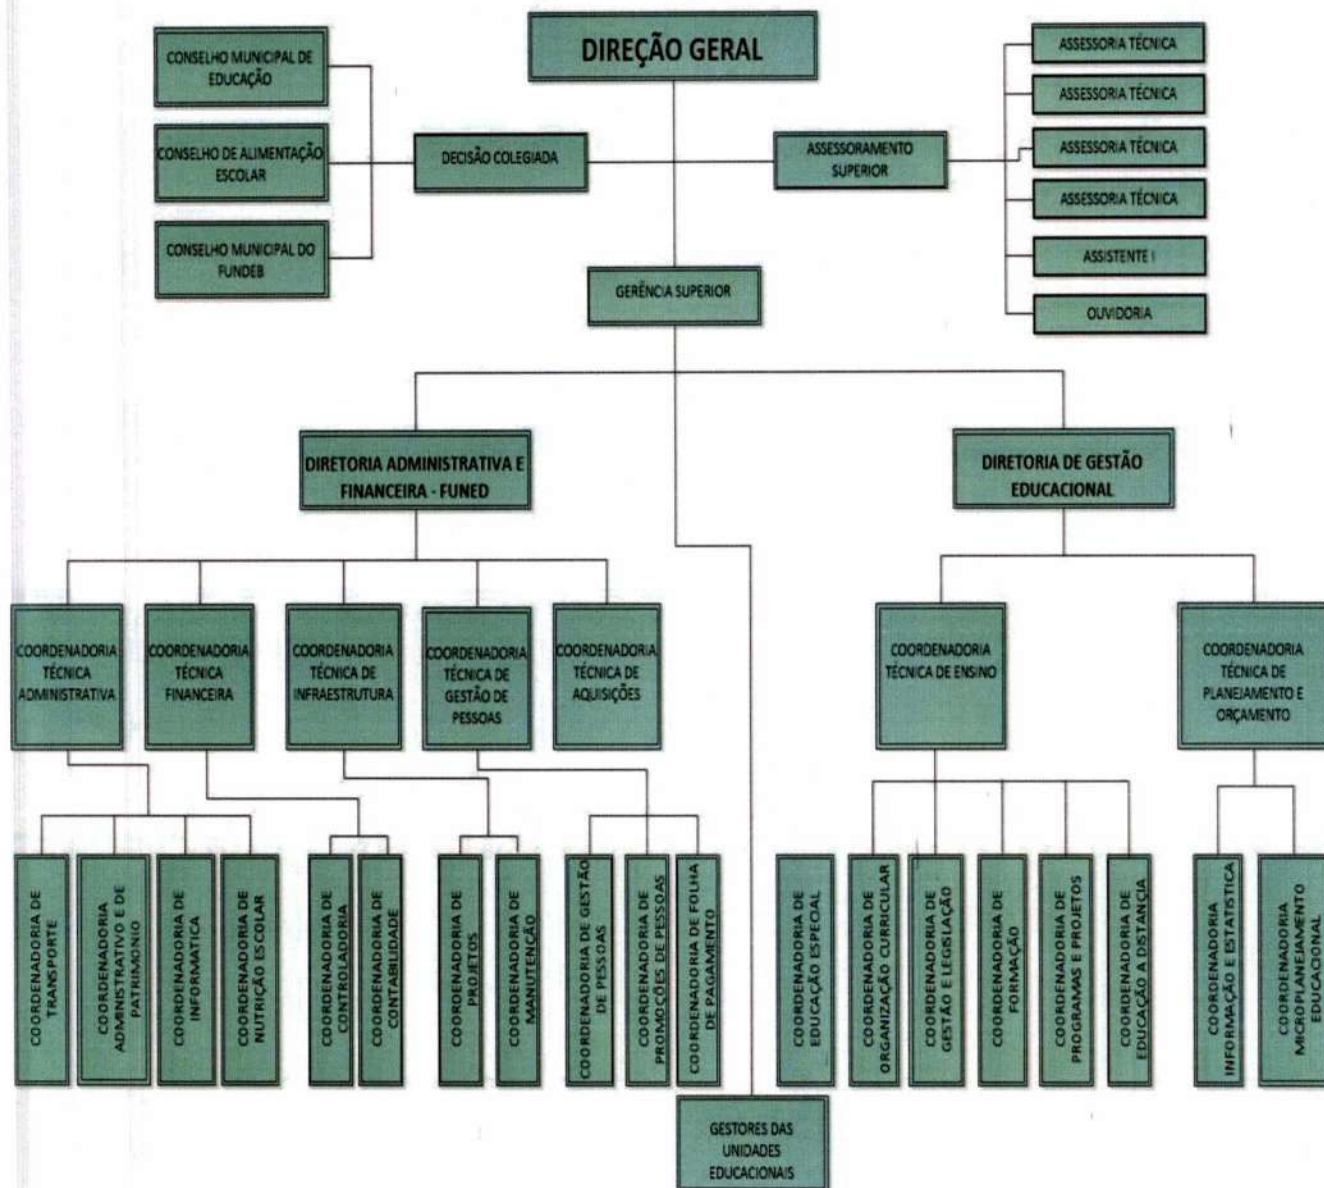 DIREÇÃO GERAL
CONSELHO MUNICIPAL DE
EDUCAÇÃO
CONSELHO DE ALIMENTAÇÃO
ESCOLAR
CONSELHO MUNICIPAL DO
FUNDEB
DECISÃO COLEGIADA
ASSESSORAMENTO
SUPERIOR
ASSESSORIA TÉCNICA
ASSESSORIA TÉCNICA
ASSESSORIA TÉCNICA
ASSESSORIA TÉCNICA
ASSISTENTE I
OUVIDORIA
GERÊNCIA SUPERIOR
DIRETORIA ADMINISTRATIVA E
FINANCEIRA - FUNED
DIRETORIA DE GESTÃO
EDUCACIONAL
COORDENADORIA
TÉCNICA
ADMINISTRATIVA
COORDENADORIA
TÉCNICA
FINANCEIRA
COORDENADORIA
TÉCNICA DE
INFRAESTRUTURA
COORDENADORIA
TÉCNICA DE
GESTÃO DE
PESSOAS
COORDENADORIA
TÉCNICA DE
AQUISIÇÕES
COORDENADORIA
TÉCNICA DE ENSINO
COORDENADORIA
TÉCNICA DE
PLANEJAMENTO E
ORÇAMENTO
COORDENADORIA DE
TRANSPORTE
COORDENADORIA
ADMINISTRATIVO E DE
PATRIMONIO
COORDENADORIA DE
INFORMATICA
COORDENADORIA DE
NUTRIÇÃO ESCOLAR
COORDENADORIA DE
CONTROLADORIA
COORDENADORIA DE
CONTABILIDADE
COORDENADORIA DE
PROJETOS
COORDENADORIA DE
MANUTENÇÃO
COORDENADORIA DE GESTÃO
DE PESSOAS
COORDENADORIA DE
PROMOÇÕES DE PESSOAS
COORDENADORIA DE FOLHA
DE PAGAMENTO
COORDENADORIA DE
EDUCAÇÃO ESPECIAL
COORDENADORIA DE
ORGANIZAÇÃO CURRICULAR
COORDENADORIA DE
GESTÃO E LEGISLAÇÃO
COORDENADORIA DE
FORMAÇÃO
COORDENADORIA DE
PROGRAMAS E PROJETOS
COORDENADORIA DE
EDUCAÇÃO A DISTANCIA
COORDENADORIA
INFORMAÇÃO E ESTATISTICA
COORDENADORIA
MICROPLANEJAMENTO
EDUCACIONAL
GESTORES DAS
UNIDADES
EDUCACIONAIS